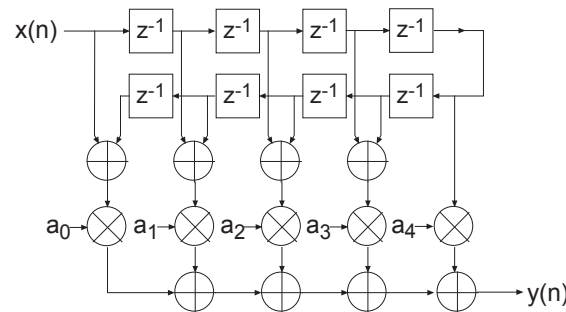 x(n) z⁻¹ z⁻¹ z⁻¹ z⁻¹
z⁻¹ z⁻¹ z⁻¹ z⁻¹
a₀ a₁ a₂ a₃ a₄
y(n)